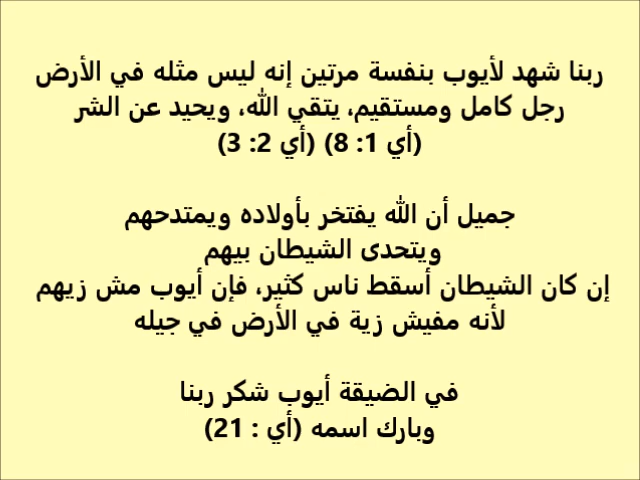 ربنا شهد لأيوب بنفسة مرتين إنه ليس مثله في الأرض
رجل كامل ومستقيم، يتقي الله، ويحيد عن الشر
(أي 1: 8) (أي 2: 3)
جميل أن الله يفتخر بأولاده ويمتدحهم
ويتحدى الشيطان بيهم
إن كان الشيطان أسقط ناس كثير، فإن أيوب مش زيهم
لأنه مفيش زية في الأرض في جيله
في الضيقة أيوب شكر ربنا
وبارك اسمه (أي : 21)